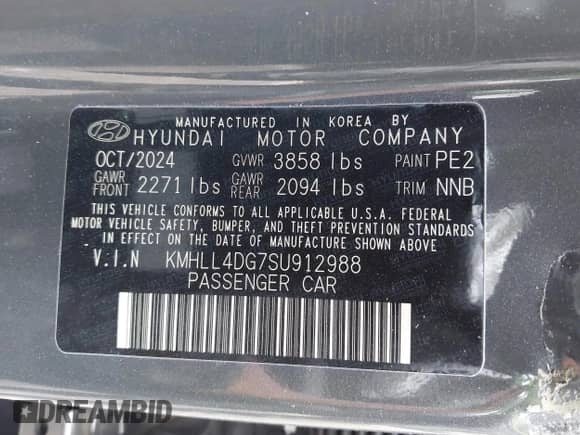 MANUFACTURED IN KOREA BY
HYUNDAI MOTOR COMPANY
OCT/2024 GVWR 3858 lbs PAINT PE2
GAWR FRONT 2271 lbs GAWR REAR 2094 lbs TRIM NNB
THIS VEHICLE CONFORMS TO ALL APPLICABLE U.S.A. FEDERAL
MOTOR VEHICLE SAFETY, BUMPER, AND THEFT PREVENTION STANDARDS
IN EFFECT ON THE DATE OF MANUFACTURE SHOWN ABOVE.
V.I.N KMHLL4DG7SU912988
PASSENGER CAR
DREAMBID